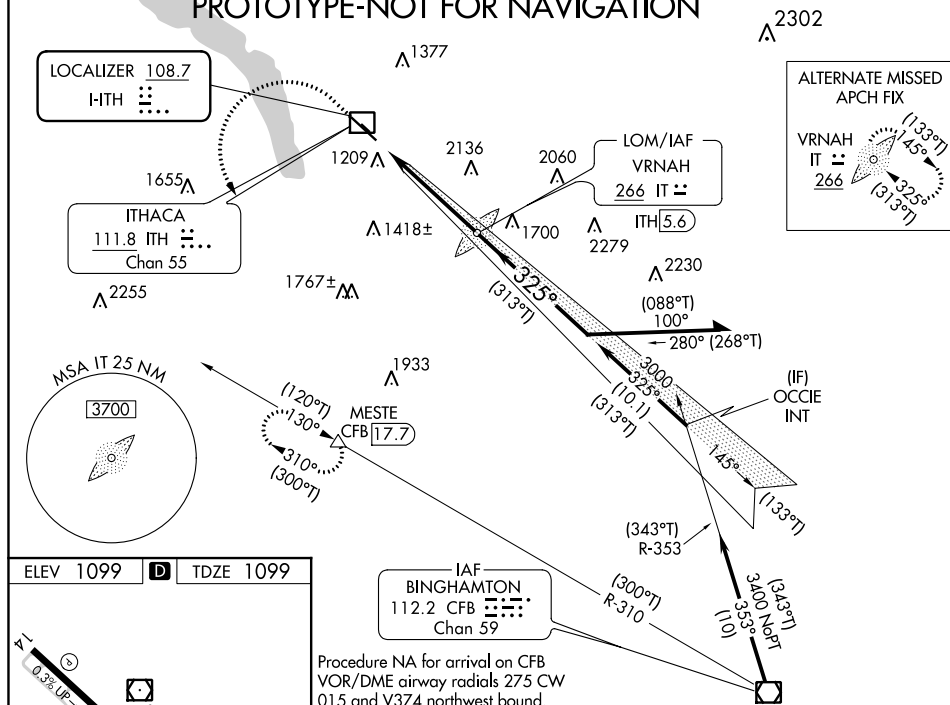 PROTOTYPE-NOT FOR NAVIGATION
2302
1377
LOCALIZER 108.7
I-ITH
ALTERNATE MISSED
APCH FIX
VRNAH
IT
266
(133°T)
145°
325°
(313°T)
LOM/IAF
VRNAH
266 IT
ITH 5.6
1209
2136
2060
1655
ITHACA
111.8 ITH
Chan 55
1418±
1700
2279
2255
1767±
2230
325°
(313°T)
(088°T)
100°
280° (268°T)
1933
MSA IT 25 NM
3700
(120°T)
130°
MESTE
CFB 17.7
310°
(300°T)
3000
325°
(10.1)
(313°T)
(IF)
OCCIE
INT
145°
(133°T)
(343°T)
R-353
ELEV 1099 D TDZE 1099
IAF
BINGHAMTON
112.2 CFB
Chan 59
(300°T)
R-310
(343°T)
3400 NoPT
353°
(10)
14
P
0.3% UP
Procedure NA for arrival on CFB
VOR/DME airway radials 275 CW
015 and V374 northwest bound